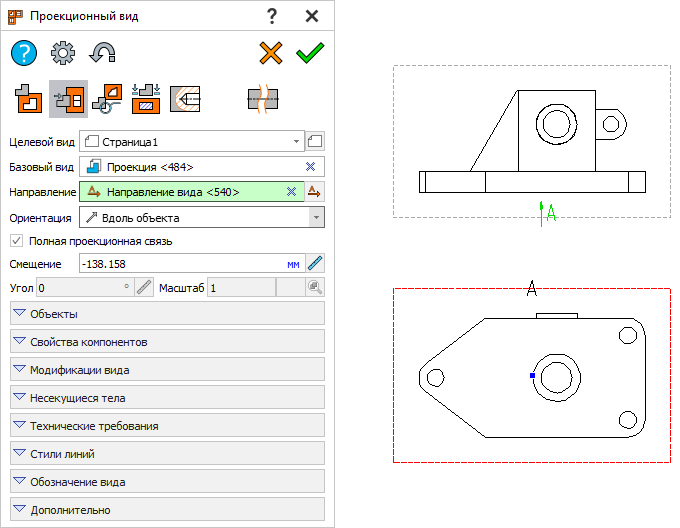 Проекционный вид
Целевой вид Страница1
Базовый вид Проекция <484>
Направление Направление вида <540>
Ориентация Вдоль объекта
Полная проекционная связь
Смещение -138.158 мм
Угол 0 ° Масштаб 1
Объекты
Свойства компонентов
Модификации вида
Несекущиеся тела
Технические требования
Стили линий
Обозначение вида
Дополнительно
A
A